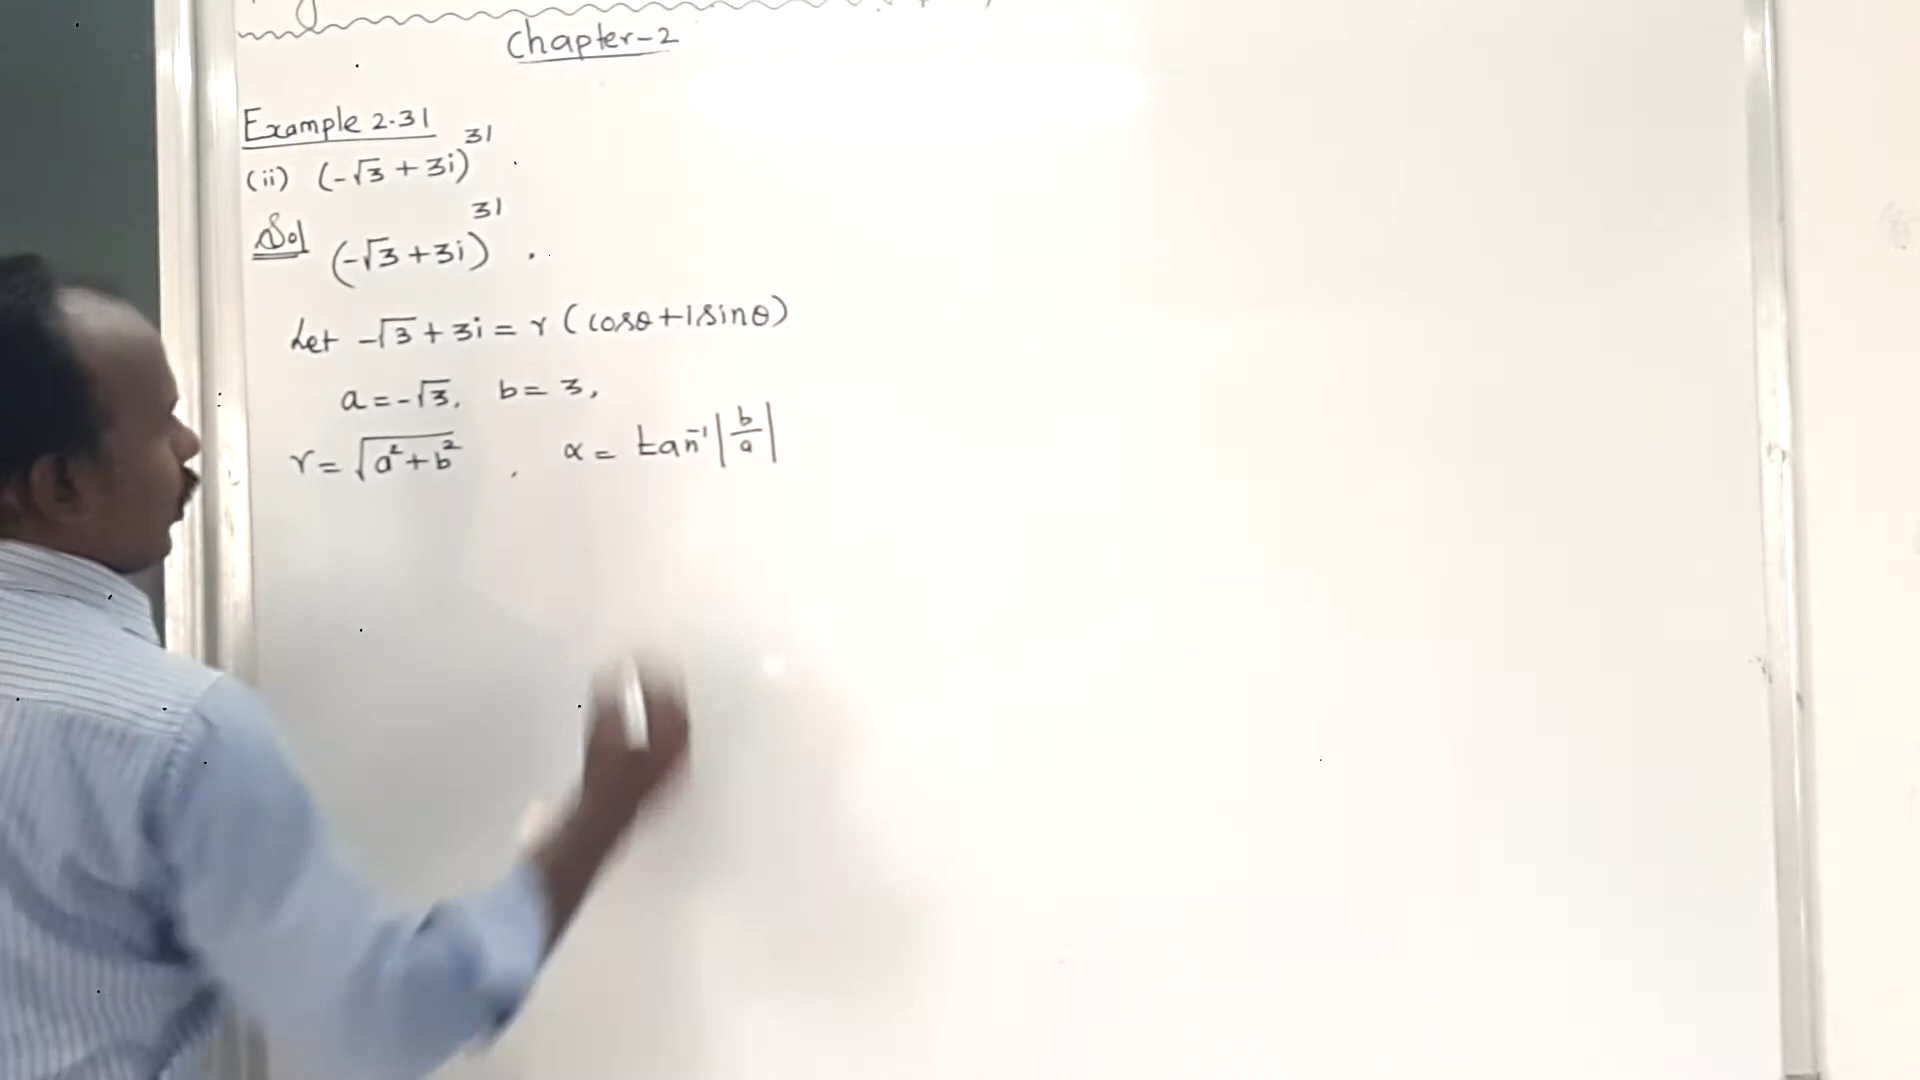 Chapter-2
Example 2.31
(ii) (-√3 + 3i)^31 .
Sol (-√3+3i)^31 .
Let -√3 + 3i = r (cosθ+isinθ)
a = -√3, b = 3,
r = √(a²+b²) , α = tan⁻¹|b/a|